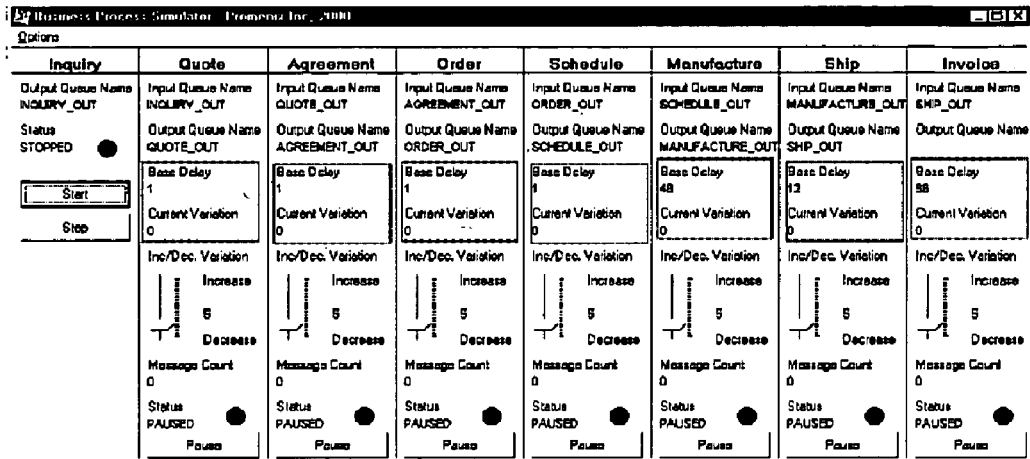 Business Process Simulator Promenix Inc, 2000
Options
Inquiry
Output Queue Name
INQUIRY_OUT
Status
STOPPED
Start
Stop
Quote
Input Queue Name
INQUIRY_OUT
Output Queue Name
QUOTE_OUT
Base Delay
1
Current Variation
0
Inc/Dec. Variation
Increase
5
Decrease
Message Count
0
Status
PAUSED
Pause
Agreement
Input Queue Name
QUOTE_OUT
Output Queue Name
AGREEMENT_OUT
Base Delay
1
Current Variation
0
Inc/Dec. Variation
Increase
5
Decrease
Message Count
0
Status
PAUSED
Pause
Order
Input Queue Name
AGREEMENT_OUT
Output Queue Name
ORDER_OUT
Base Delay
1
Current Variation
0
Inc/Dec. Variation
Increase
5
Decrease
Message Count
0
Status
PAUSED
Pause
Schedule
Input Queue Name
ORDER_OUT
Output Queue Name
SCHEDULE_OUT
Base Delay
1
Current Variation
0
Inc/Dec. Variation
Increase
5
Decrease
Message Count
0
Status
PAUSED
Pause
Manufacture
Input Queue Name
SCHEDULE_OUT
Output Queue Name
MANUFACTURE_OUT
Base Delay
48
Current Variation
0
Inc/Dec. Variation
Increase
5
Decrease
Message Count
0
Status
PAUSED
Pause
Ship
Input Queue Name
MANUFACTURE_OUT
Output Queue Name
SHIP_OUT
Base Delay
12
Current Variation
0
Inc/Dec. Variation
Increase
5
Decrease
Message Count
0
Status
PAUSED
Pause
Invoice
Input Queue Name
SHIP_OUT
Output Queue Name
Base Delay
Current Variation
0
Inc/Dec. Variation
Increase
5
Decrease
Message Count
0
Status
PAUSED
Pause